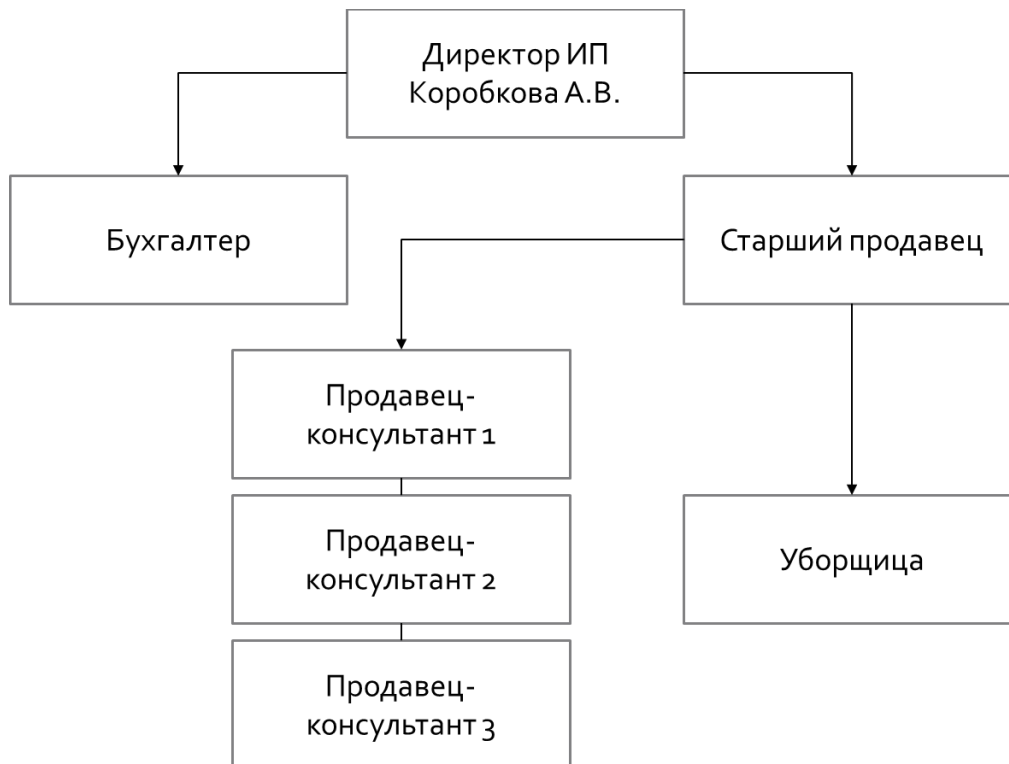 Директор ИП
Коробкова А.В.
Бухгалтер
Старший продавец
Продавец-
консультант 1
Продавец-
консультант 2
Уборщица
Продавец-
консультант 3